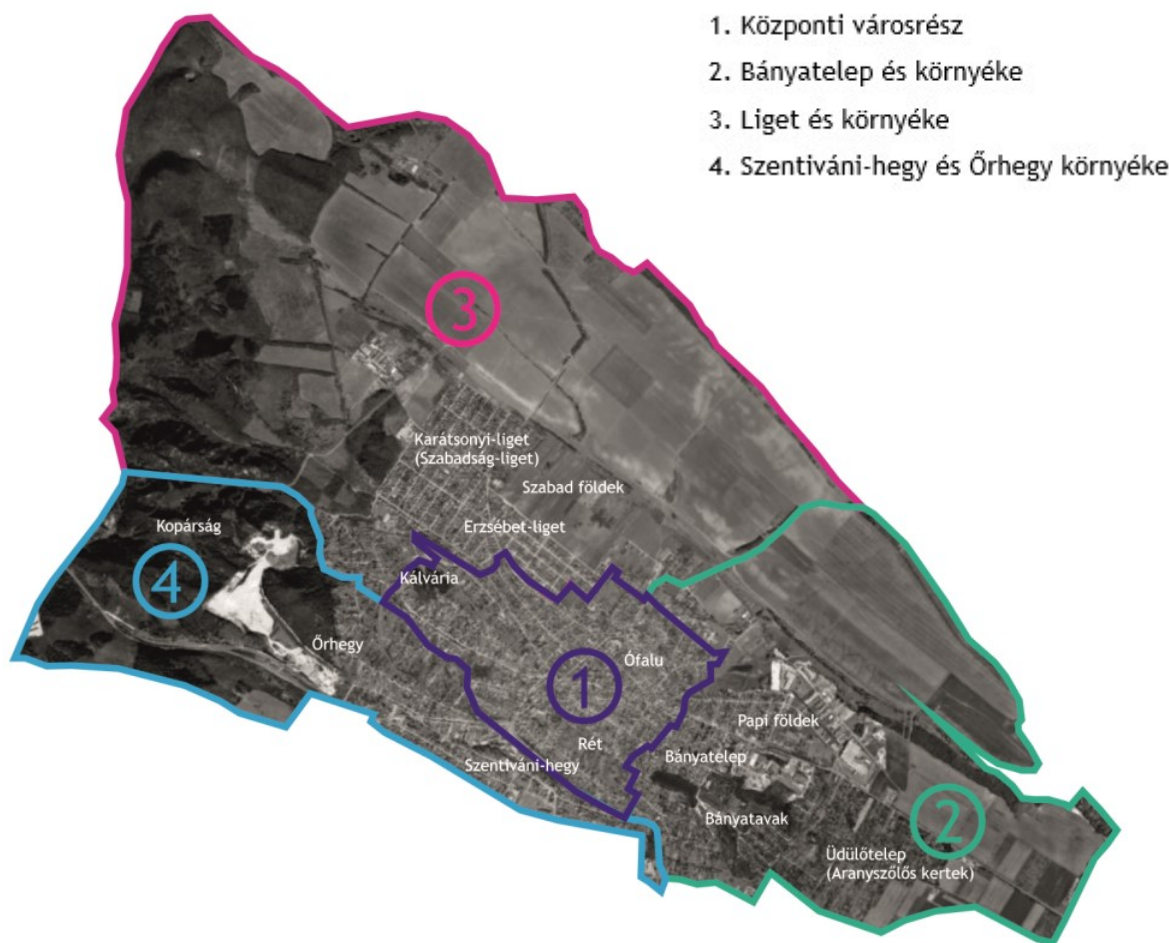 1. Központi városrész
2. Bányatelep és környéke
3. Liget és környéke
4. Szentiváni-hegy és Őrhegy környéke
3
Karátsonyi-liget
(Szabadság-liget)
Szabad földek
Erzsébet-liget
Kopárság
4
Kálvária
Őrhegy
Ófalu
1
Papi földek
Rét
Szentiváni-hegy
Bányatelep
Bányatavak
2
Üdülőtelep
(Aranyszőlős kertek)